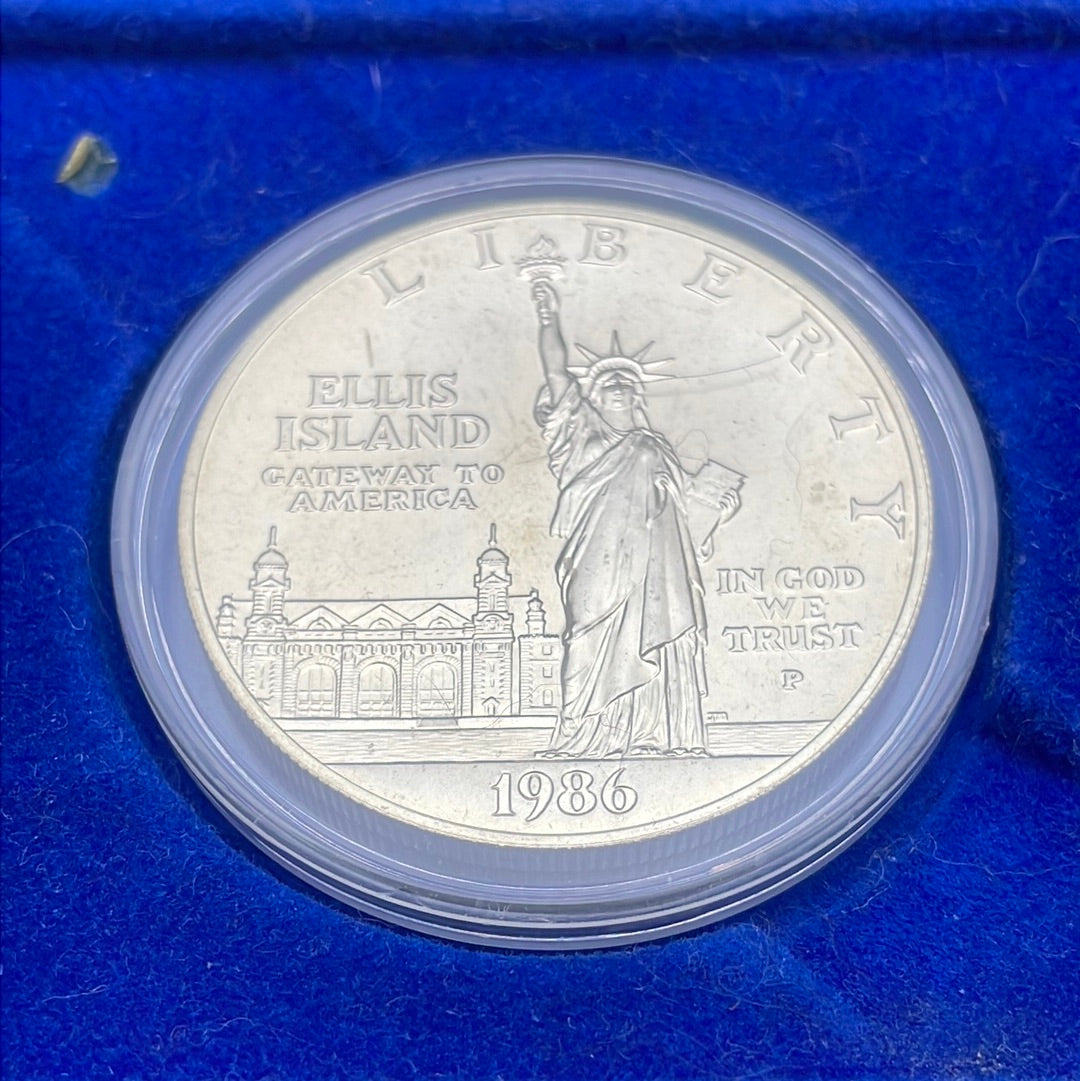 LIBERTY
ELLIS
ISLAND
GATEWAY TO
AMERICA
IN GOD
WE
TRUST
P
1986